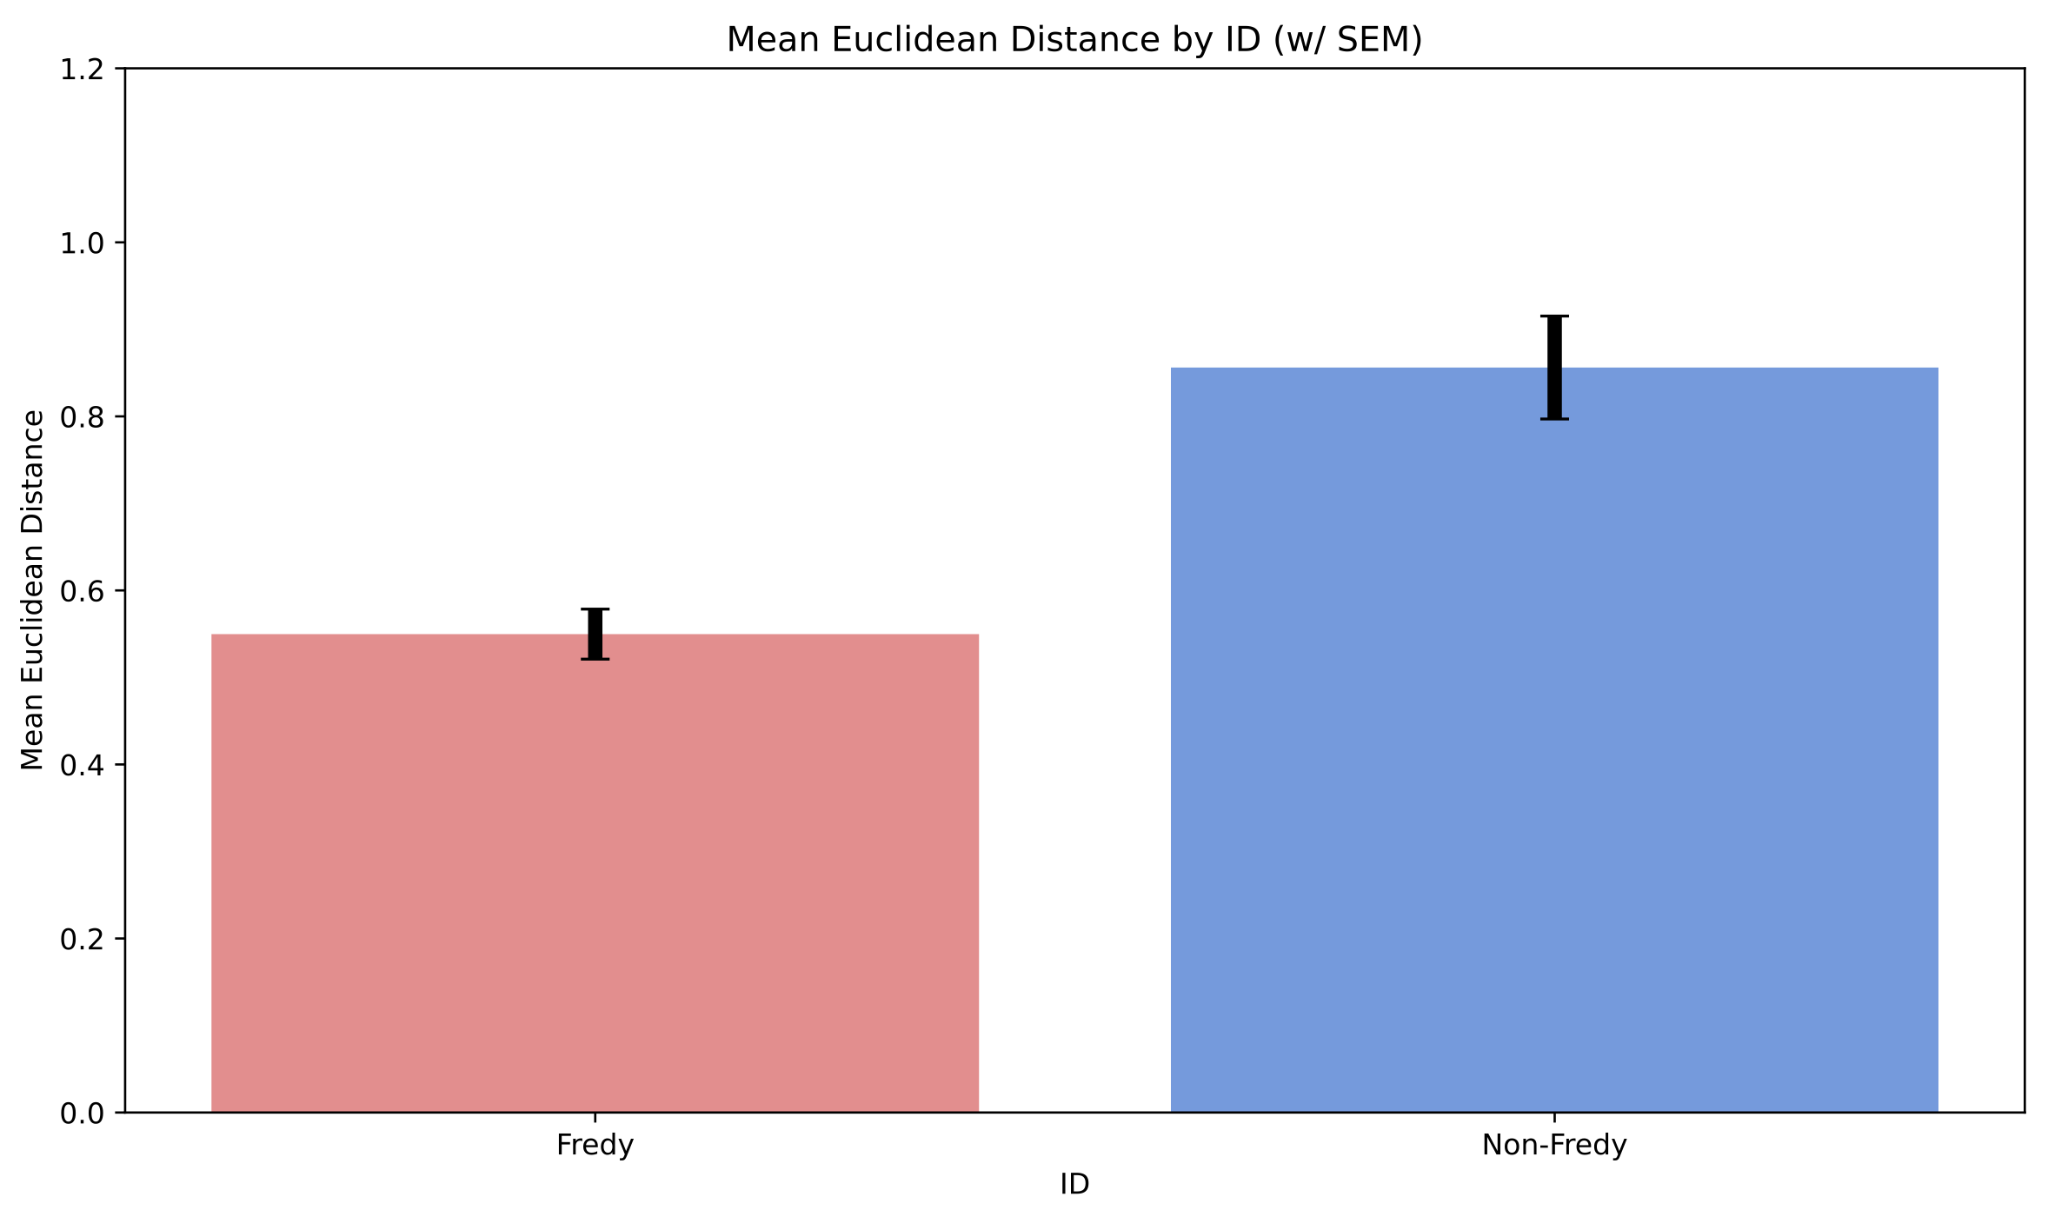 Mean Euclidean Distance by ID (w/ SEM)
1.2
1.0
0.8
0.6
0.4
0.2
0.0
Mean Euclidean Distance
Fredy
Non-Fredy
ID